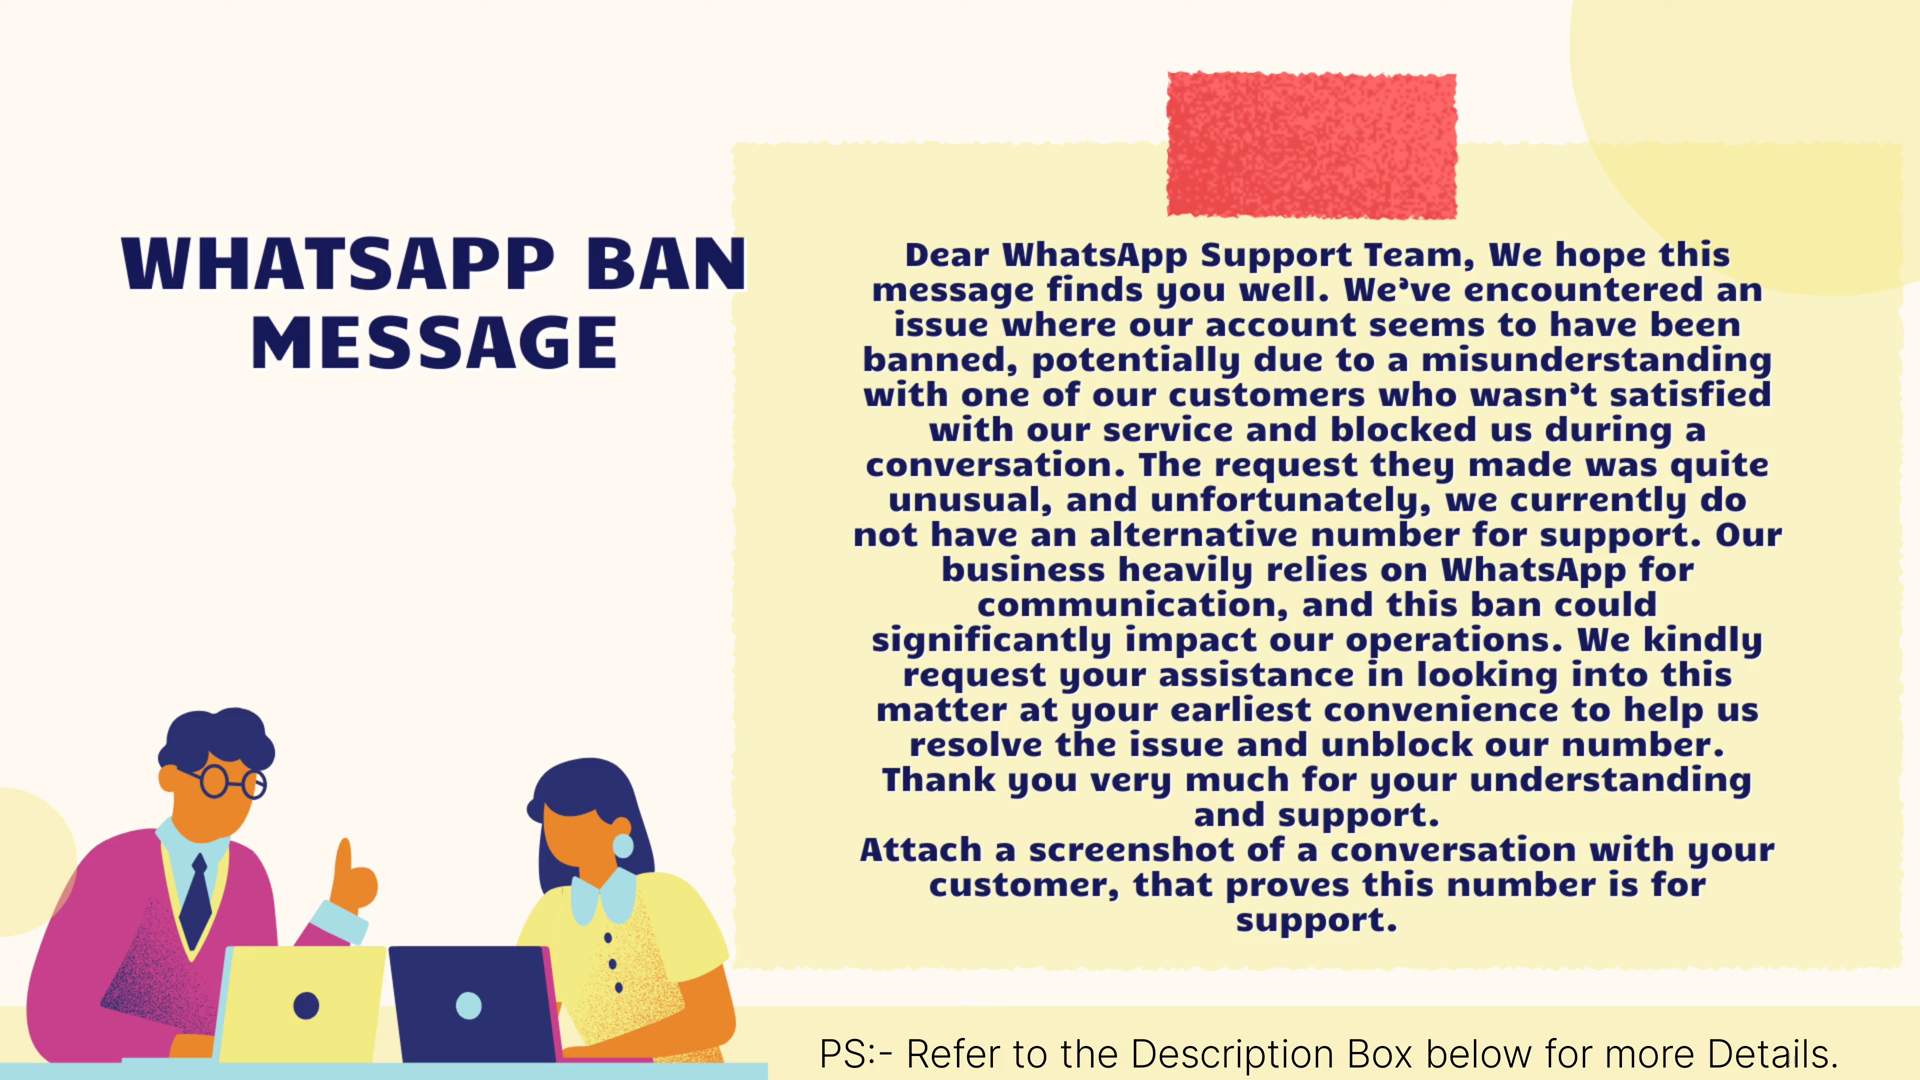 WHATSAPP BAN
MESSAGE
Dear WhatsApp Support Team, We hope this
message finds you well. We've encountered an
issue where our account seems to have been
banned, potentially due to a misunderstanding
with one of our customers who wasn't satisfied
with our service and blocked us during a
conversation. The request they made was quite
unusual, and unfortunately, we currently do
not have an alternative number for support. Our
business heavily relies on WhatsApp for
communication, and this ban could
significantly impact our operations. We kindly
request your assistance in looking into this
matter at your earliest convenience to help us
resolve the issue and unblock our number.
Thank you very much for your understanding
and support.
Attach a screenshot of a conversation with your
customer, that proves this number is for
support.
PS:- Refer to the Description Box below for more Details.